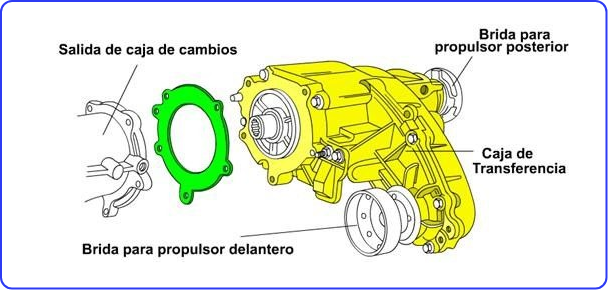 Salida de caja de cambios
Brida para
propulsor posterior
Caja de
Transferencia
Brida para propulsor delantero